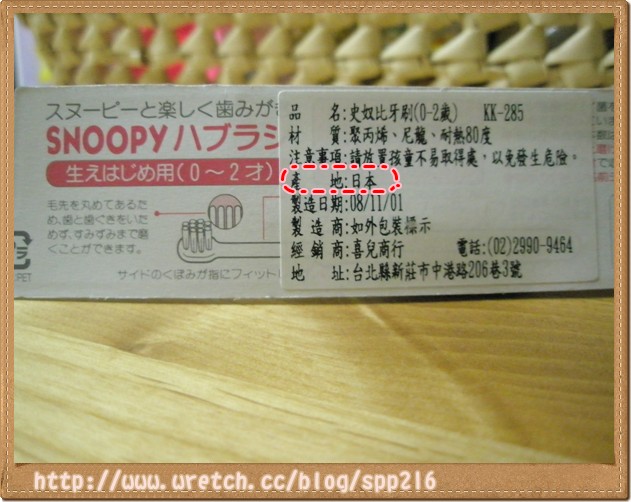 スヌーピーと楽しく歯みがき
SNOOPYハブラシ
生えはじめ用(0〜2才)
毛先を丸めてあるた
め、歯と歯ぐきをいた
めず、すみずみまで磨
くことができます。
サイドのくぼみが指にフィット
PET
品 名:史奴比牙刷(0-2歲) KK-285
材 質:聚丙烯、尼龍、耐熱80度
注意事項:請放置孩童不易取得處，以免發生危險。
產 地:日本
製造日期:08/11/01
製 造 商:如外包裝標示
經 銷 商:喜兒商行 電話:(02)2990-9464
地 址:台北縣新莊市中港路206巷3號
http://www.wretch.cc/blog/spp216